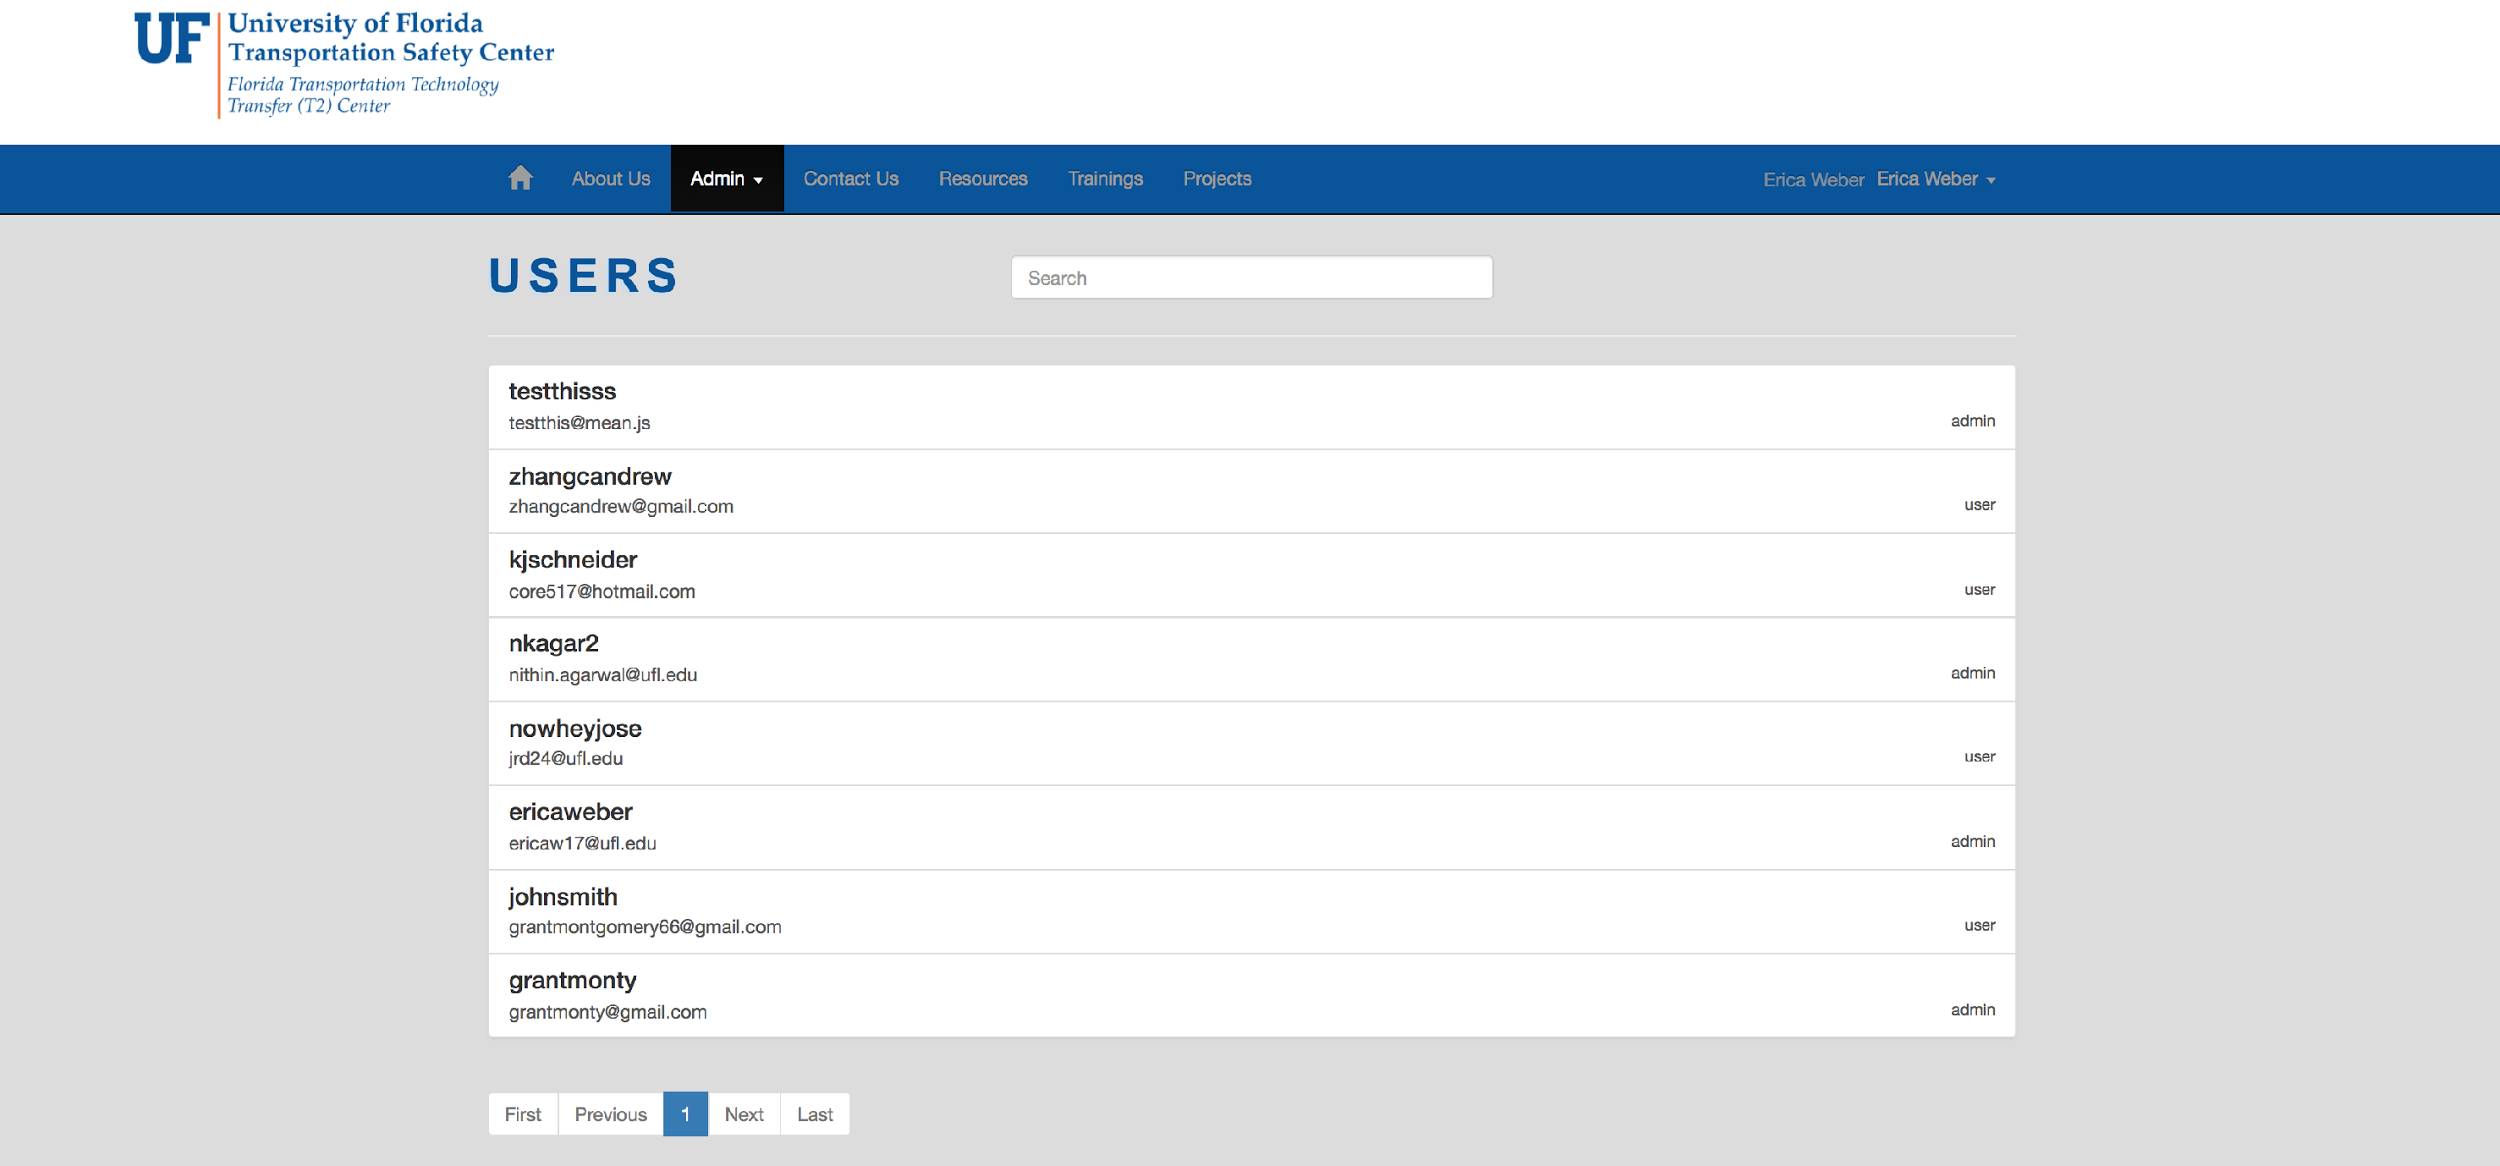 UF
University of Florida
Transportation Safety Center
Florida Transportation Technology
Transfer (T2) Center
About Us Admin Contact Us Resources Trainings Projects Erica Weber Erica Weber
USERS
Search
testthisss
testthis@mean.js admin
zhangcandrew
zhangcandrew@gmail.com user
kjschneider
core517@hotmail.com user
nkagar2
nithin.agarwal@ufl.edu admin
nowheyjose
jrd24@ufl.edu user
ericaweber
ericaw17@ufl.edu admin
johnsmith
grantmontgomery66@gmail.com user
grantmonty
grantmonty@gmail.com admin
First Previous 1 Next Last